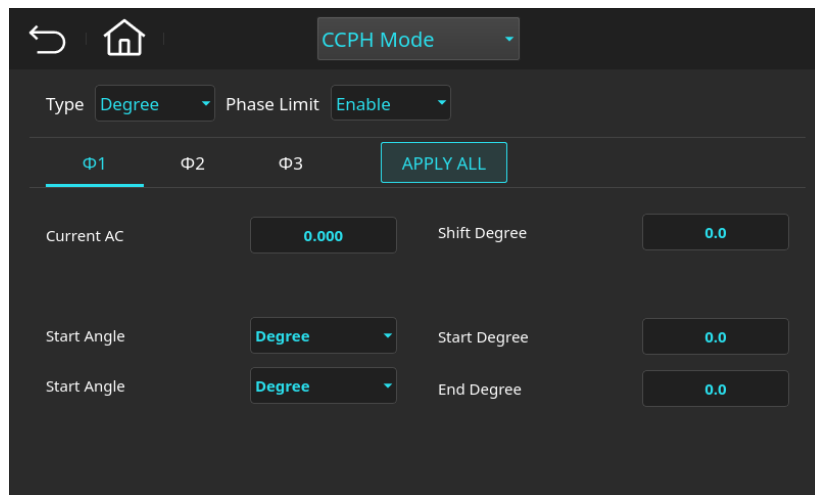 CCPH Mode
Type Degree Phase Limit Enable
Φ1 Φ2 Φ3 APPLY ALL
Current AC 0.000 Shift Degree 0.0
Start Angle Degree Start Degree 0.0
Start Angle Degree End Degree 0.0